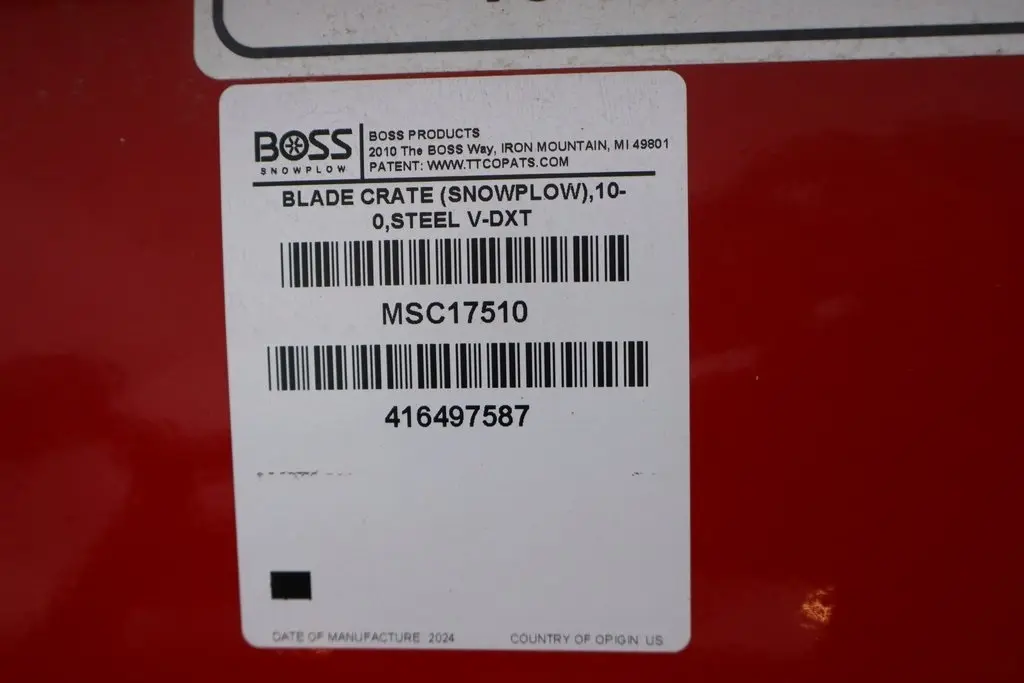 BOSS
SNOWPLOW
BOSS PRODUCTS
2010 The BOSS Way, IRON MOUNTAIN, MI 49801
PATENT: WWW.TTCOPATS.COM
BLADE CRATE (SNOWPLOW),10-
0,STEEL V-DXT
MSC17510
416497587
DATE OF MANUFACTURE 2024
COUNTRY OF OPIGIN US